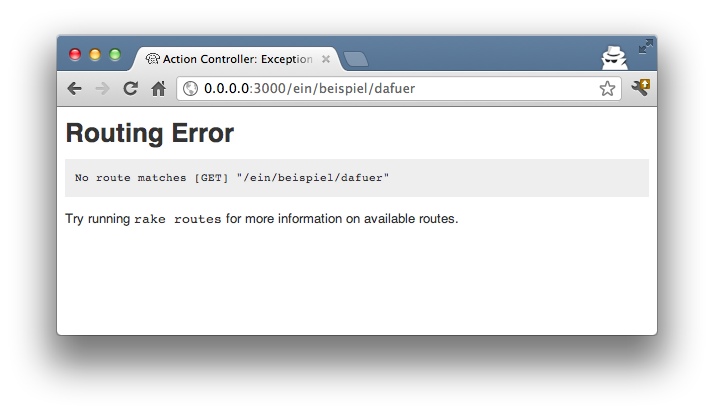 Action Controller: Exception
0.0.0.0:3000/ein/beispiel/dafuer
Routing Error
No route matches [GET] "/ein/beispiel/dafuer"
Try running rake routes for more information on available routes.